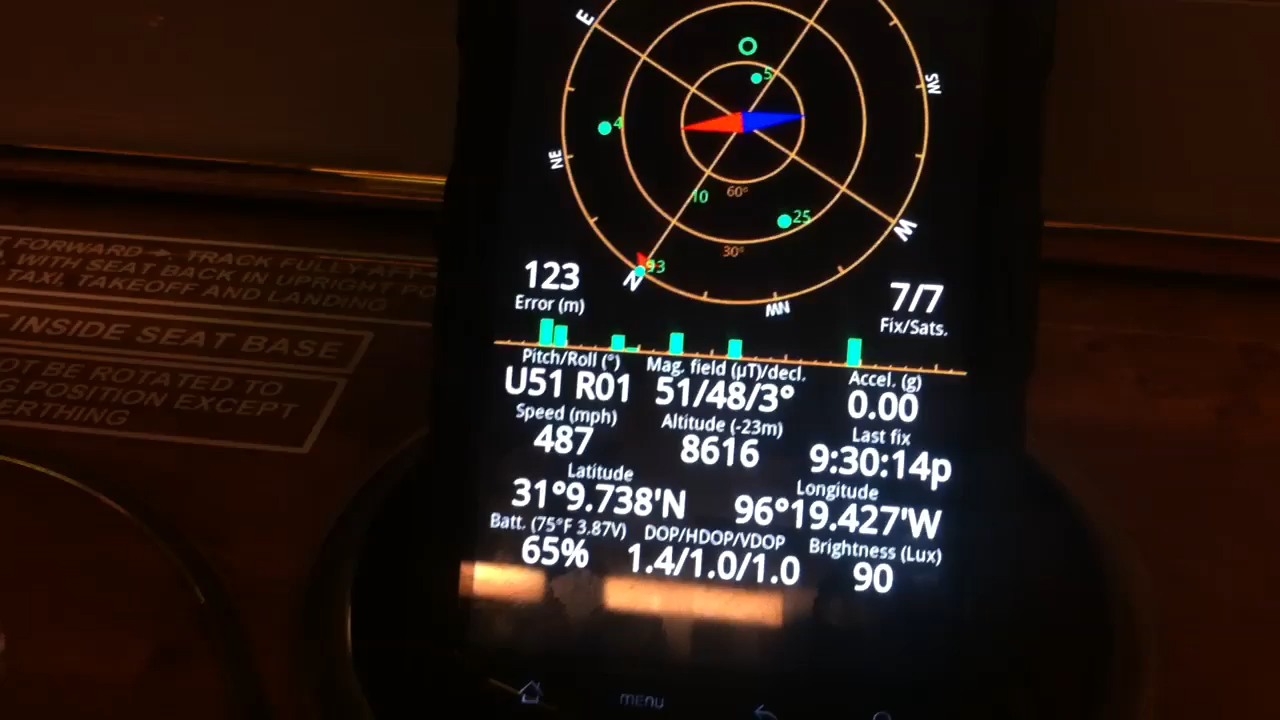 E
SW
5
4
NE
10
60°
25
W
30°
N
NW
123
Error (m)
7/7
Fix/Sats.
Pitch/Roll (°)
U51 R01
Mag. field (µT)/decl.
51/48/3°
Accel. (g)
0.00
Speed (mph)
487
Altitude (-23m)
8616
Last fix
9:30:14p
Latitude
31°9.738'N
Longitude
96°19.427'W
Batt. (75°F 3.87V)
65%
DOP/HDOP/VDOP
1.4/1.0/1.0
Brightness (Lux)
90
menu
FORWARD → TRACK FULLY
WITH SEAT BACK IN UPRIGHT
TAXI, TAKEOFF AND LANDING
INSIDE SEAT BASE
BE ROTATED TO
POSITION EXCEPT